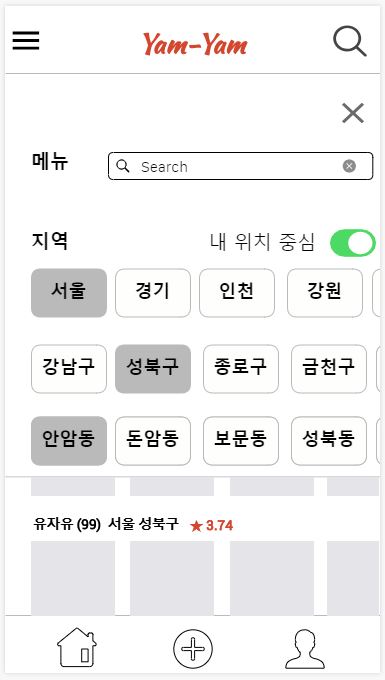 Yam-Yam
메뉴 Search
지역 내 위치 중심
서울 경기 인천 강원
강남구 성북구 종로구 금천구
안암동 돈암동 보문동 성북동
유자유 (99) 서울 성북구 ★ 3.74